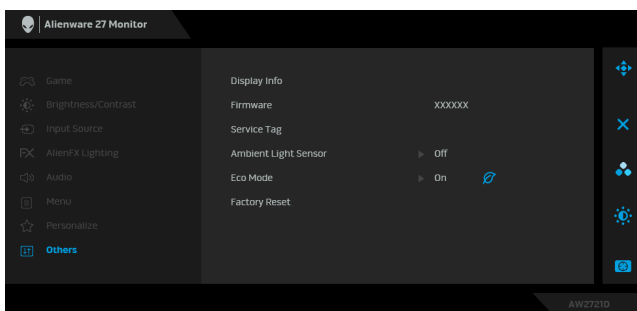 Alienware 27 Monitor
Game
Brightness/Contrast
Input Source
AlienFX Lighting
Audio
Menu
Personalize
Others
Display Info
Firmware XXXXXX
Service Tag
Ambient Light Sensor Off
Eco Mode On
Factory Reset
AW2721D